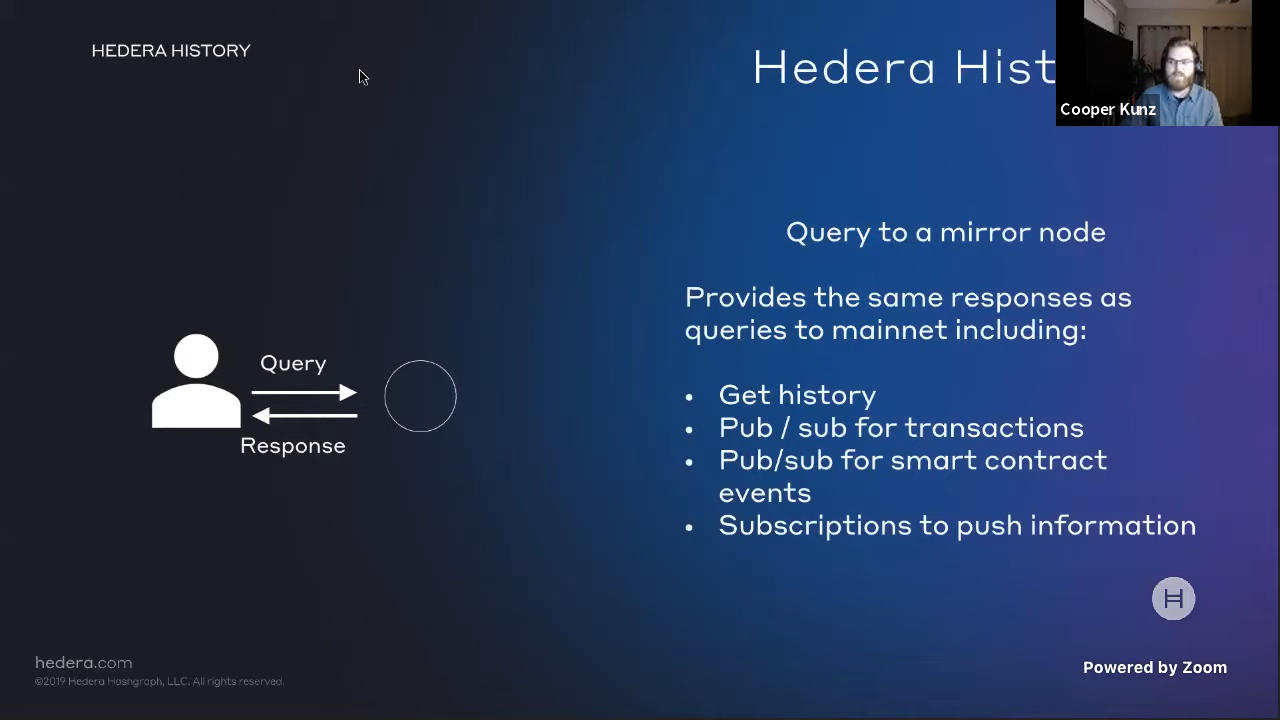 HEDERA HISTORY
Hedera Hist
Cooper Kunz
Query to a mirror node
Provides the same responses as
queries to mainnet including:
• Get history
• Pub / sub for transactions
• Pub/sub for smart contract
events
• Subscriptions to push information
Query
Response
hedera.com
©2019 Hedera Hashgraph, LLC. All rights reserved.
Powered by Zoom